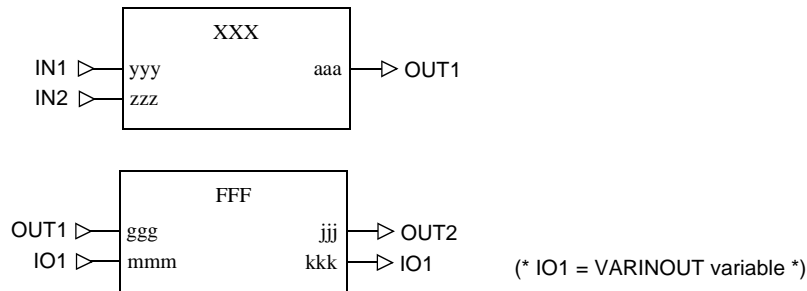 XXX
IN1 yyy aaa OUT1
IN2 zzz
FFF
OUT1 ggg jjj OUT2
IO1 mmm kkk IO1 (* IO1 = VARINOUT variable *)